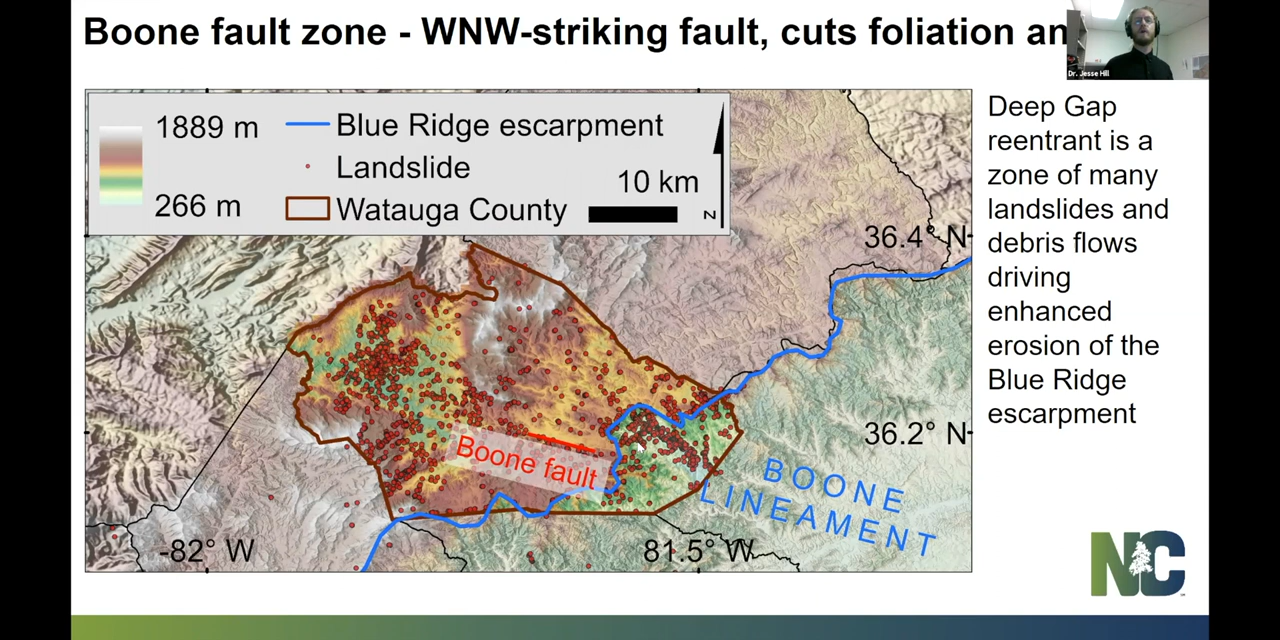 Boone fault zone - WNW-striking fault, cuts foliation an
Dr. Jesse Hill
1889 m
266 m
Blue Ridge escarpment
Landslide
Watauga County
10 km
N
36.4° N
36.2° N
-82° W
81.5° W
Boone fault
BOONE
LINEAMENT
Deep Gap
reentrant is a
zone of many
landslides and
debris flows
driving
enhanced
erosion of the
Blue Ridge
escarpment
NC